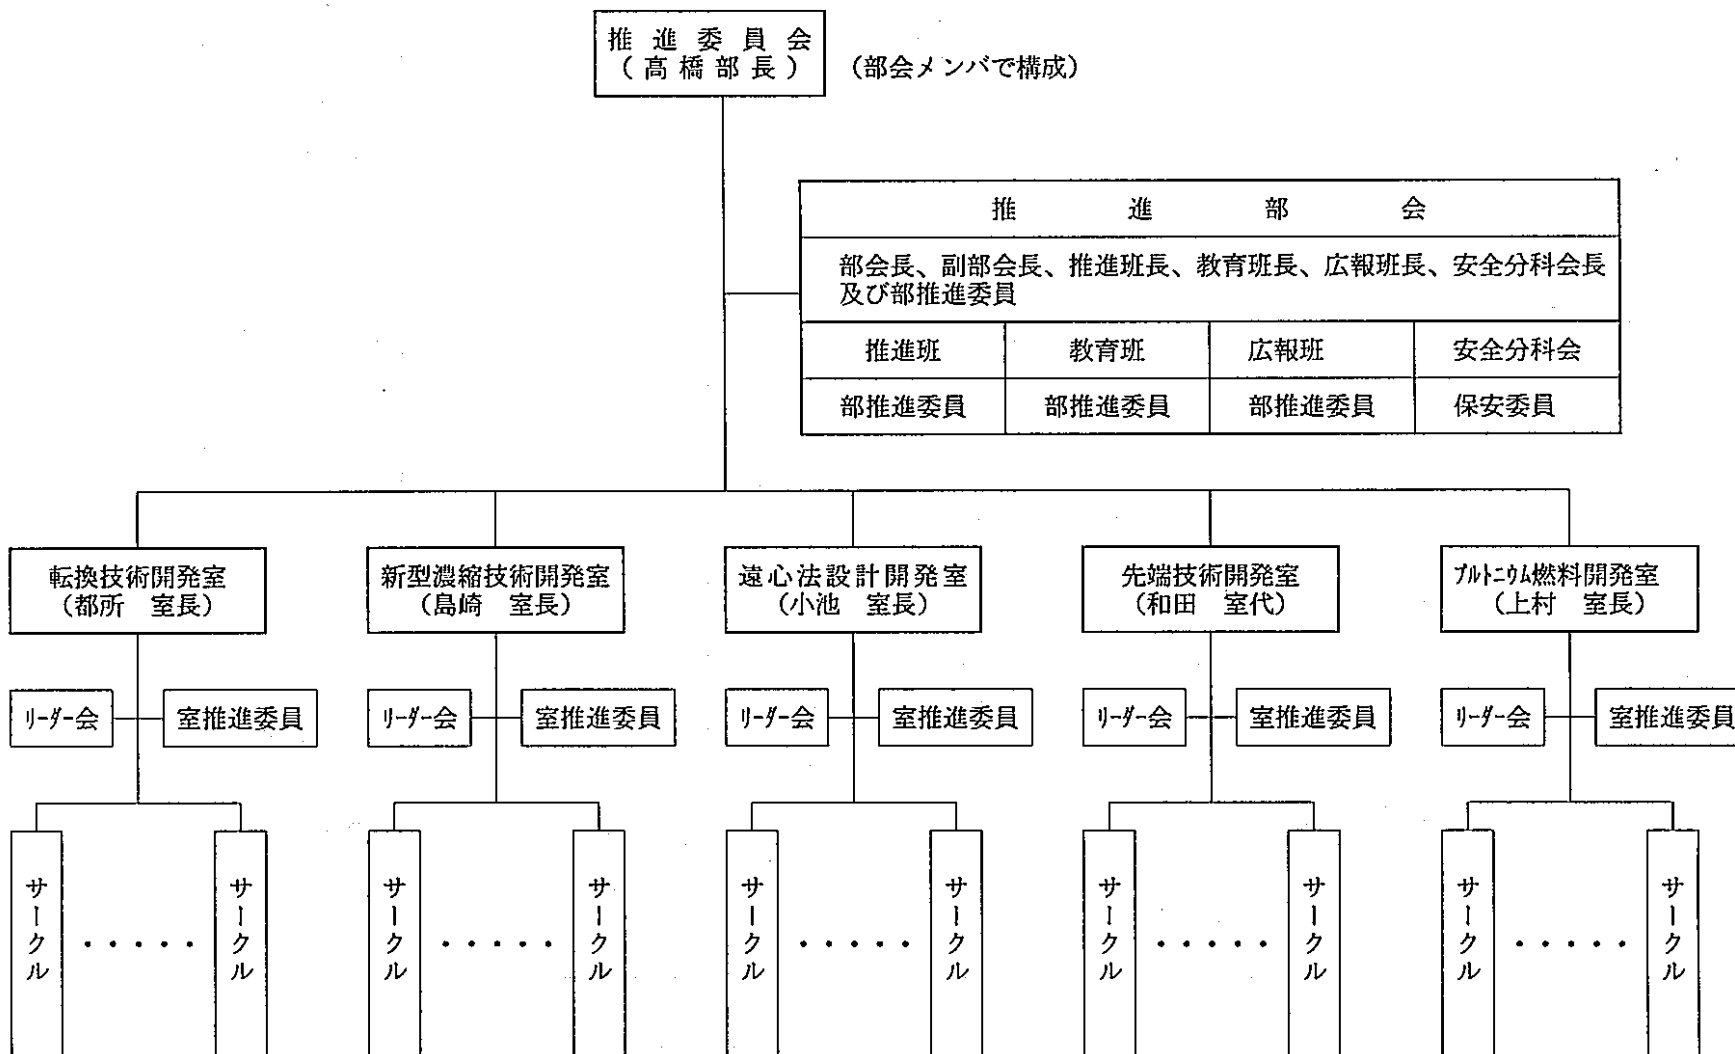 推進委員会
(高橋部長)
(部会メンバで構成)
推進部会
部会長、副部会長、推進班長、教育班長、広報班長、安全分科会長
及び部推進委員
推進班 教育班 広報班 安全分科会
部推進委員 部推進委員 部推進委員 保安委員
転換技術開発室
(都所 室長)
新型濃縮技術開発室
(島崎 室長)
遠心法設計開発室
(小池 室長)
先端技術開発室
(和田 室代)
プルトニウム燃料開発室
(上村 室長)
リーダー会 室推進委員
リーダー会 室推進委員
リーダー会 室推進委員
リーダー会 室推進委員
リーダー会 室推進委員
サークル ・・・・・ サークル
サークル ・・・・・ サークル
サークル ・・・・・ サークル
サークル ・・・・・ サークル
サークル ・・・・・ サークル